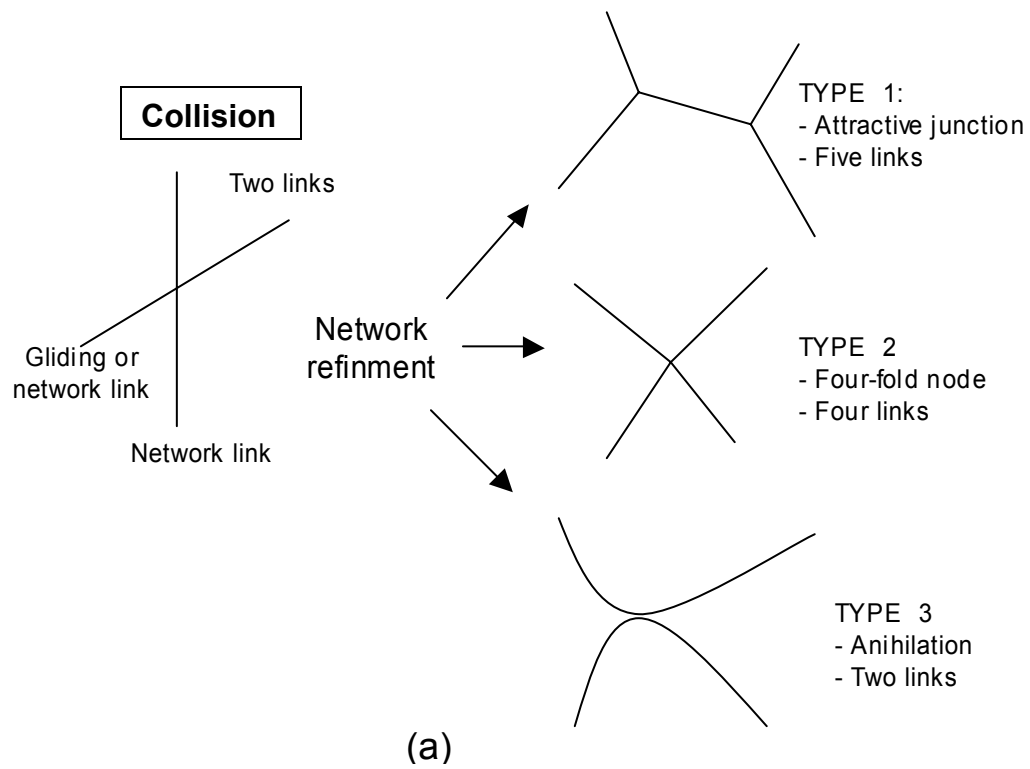 Collision
Two links
Gliding or
network link
Network link
Network
refinment
TYPE 1:
- Attractive junction
- Five links
TYPE 2
- Four-fold node
- Four links
TYPE 3
- Anihilation
- Two links
(a)